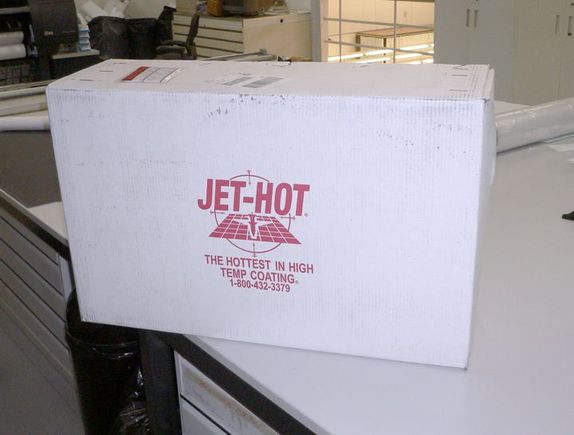 JET-HOT®
THE HOTTEST IN HIGH
TEMP COATING®
1-800-432-3379